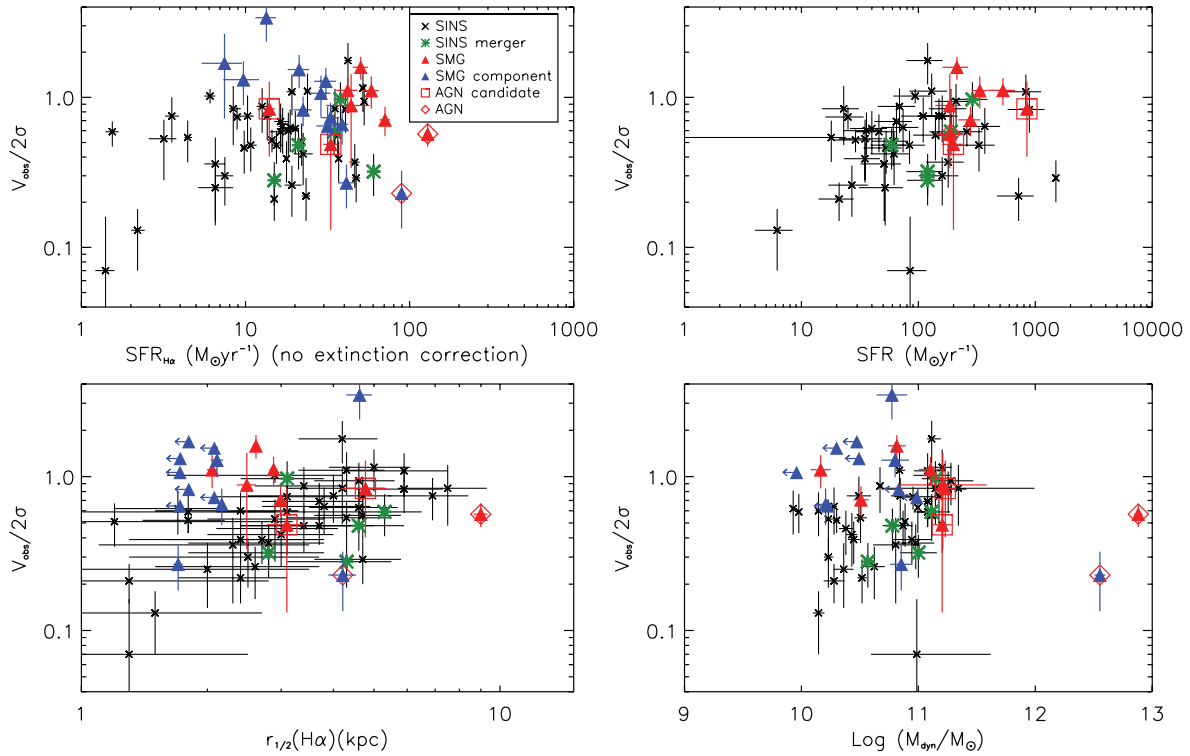 SINS
SINS merger
SMG
SMG component
AGN candidate
AGN
V_obs/2σ
1.0
0.1
1 10 100 1000
SFR_Hα (M_⊙yr⁻¹) (no extinction correction)
V_obs/2σ
1.0
0.1
1 10 100 1000 10000
SFR (M_⊙yr⁻¹)
V_obs/2σ
1.0
0.1
1 10
r_1/2(Hα)(kpc)
V_obs/2σ
1.0
0.1
9 10 11 12 13
Log (M_dyn/M_⊙)